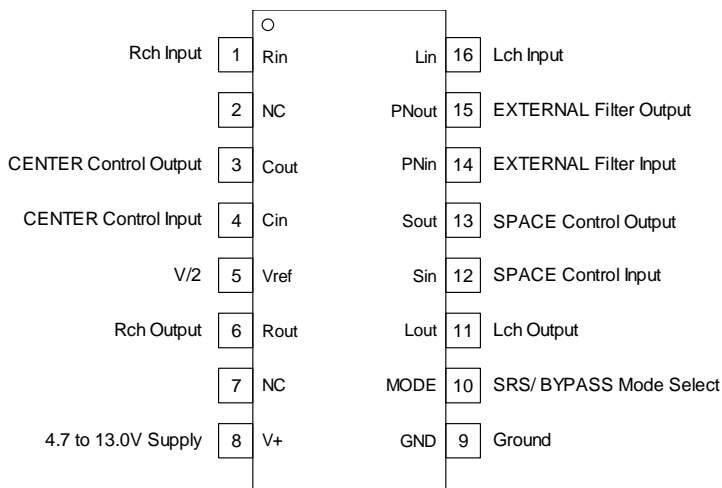 Rch Input 1 Rin Lin 16 Lch Input
2 NC PNout 15 EXTERNAL Filter Output
CENTER Control Output 3 Cout PNin 14 EXTERNAL Filter Input
CENTER Control Input 4 Cin Sout 13 SPACE Control Output
V/2 5 Vref Sin 12 SPACE Control Input
Rch Output 6 Rout Lout 11 Lch Output
7 NC MODE 10 SRS/ BYPASS Mode Select
4.7 to 13.0V Supply 8 V+ GND 9 Ground